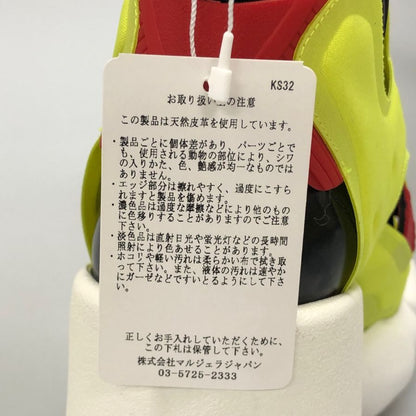 KS32
お取り扱い上の注意
この製品は天然皮革を使用しています。
・製品ごとに個体差があり、パーツごとで
も、使用される動物の部位により、シワ
の入りかた、色、艶感が均一なものでは
ありません。
・エッジ部分は擦れやすく、過度にこすら
れますと製品を傷めます。
・濃色品は過度な摩擦などにより他のもの
に色移りすることがありますのでご注意
下さい。
・淡色品は直射日光や蛍光灯などの長時間
照射により色あせることがあります。
・ホコリや軽い汚れは柔らかい布で拭き取
って下さい。また、液体の汚れは速やか
にガーゼなどですいとるようにして下さ
い。
正しくお手入れしていただくために、
この下札は保管して下さい。
株式会社マルジェラジャパン
03-5725-2333